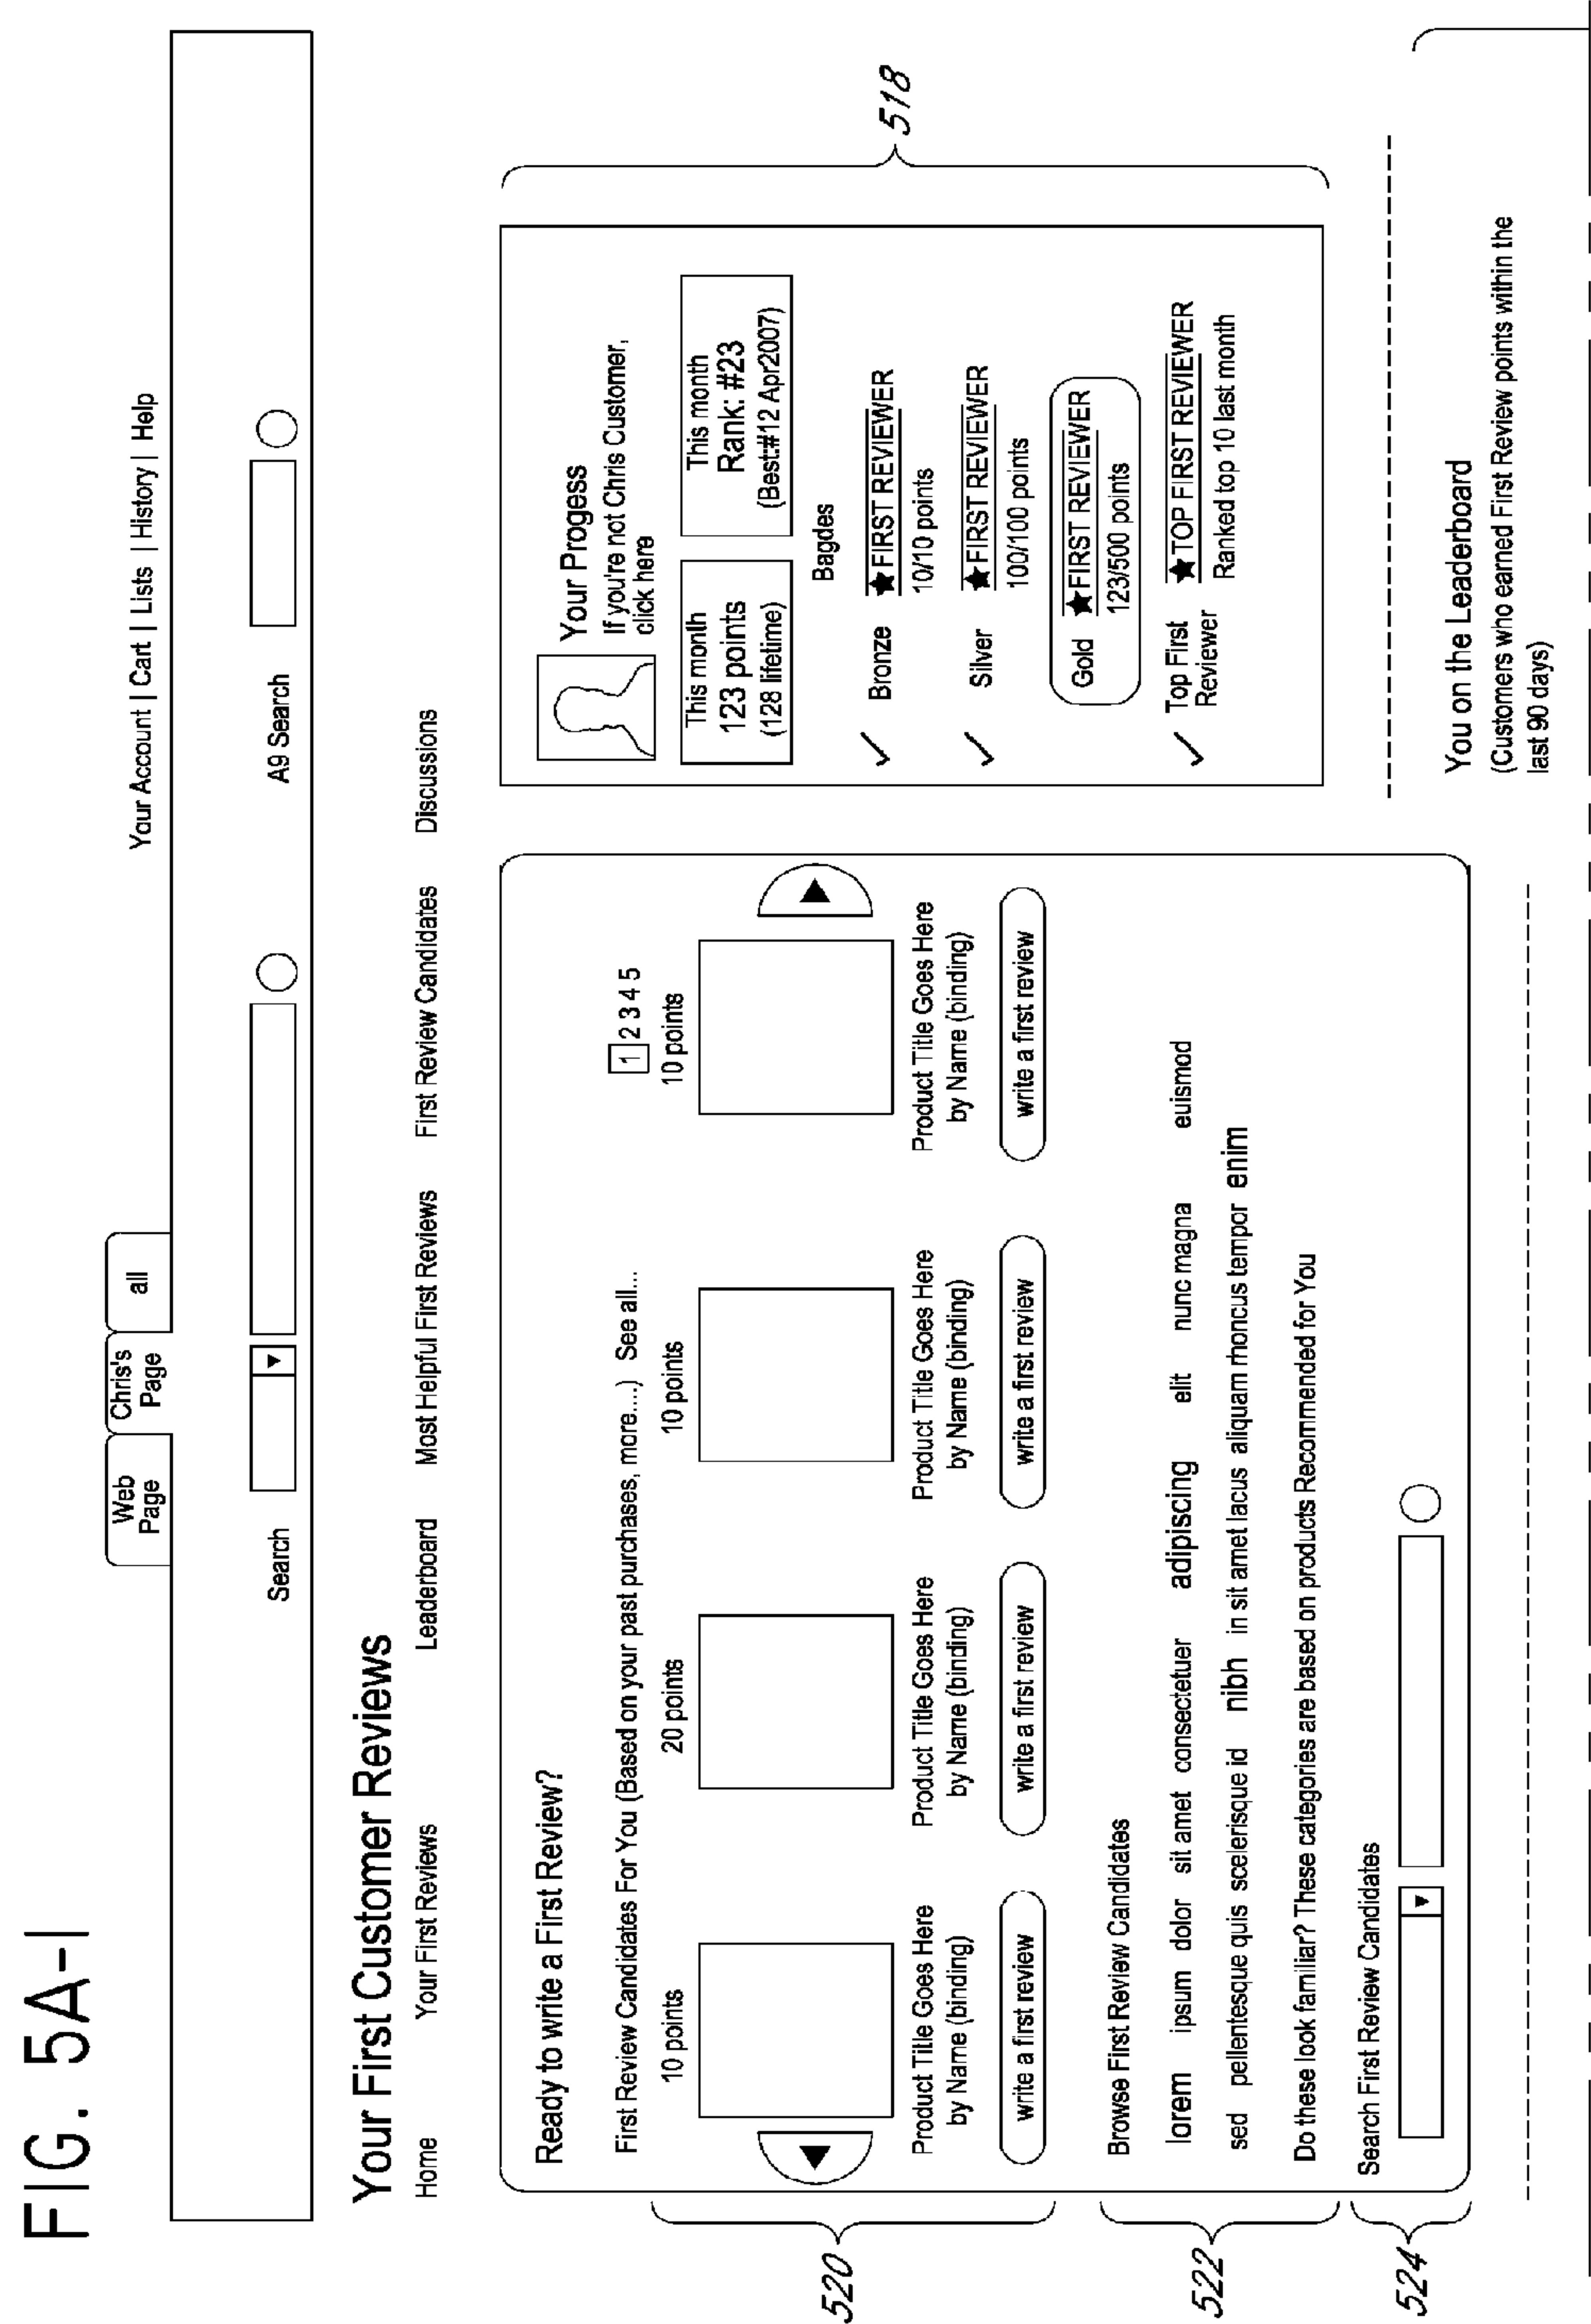 FIG. 5A-1
Web
Page
Chris's
Page
all
Your Account | Cart | Lists | History | Help
Search
▼
A9 Search
Your First Customer Reviews
Home
Your First Reviews
Leaderboard
Most Helpful First Reviews
First Review Candidates
Discussions
Ready to write a First Review?
First Review Candidates For You (Based on your past purchases, more....) See all...
1 2 3 4 5
10 points
20 points
10 points
10 points
Product Title Goes Here
by Name (binding)
Product Title Goes Here
by Name (binding)
Product Title Goes Here
by Name (binding)
Product Title Goes Here
by Name (binding)
write a first review
write a first review
write a first review
write a first review
520
Browse First Review Candidates
lorem ipsum dolor sit amet consectetuer adipiscing elit nunc magna euismod
sed pellentesque quis scelerisque id nibh in sit amet lacus aliquam rhoncus tempor enim
Do these look familiar? These categories are based on products Recommended for You
522
Search First Review Candidates
▼
524
Your Progess
If you're not Chris Customer,
click here
This month
123 points
(128 lifetime)
This month
Rank: #23
(Best:#12 Apr2007)
Bagdes
✓ Bronze ★FIRST REVIEWER
10/10 points
✓ Silver ★FIRST REVIEWER
100/100 points
Gold ★FIRST REVIEWER
123/500 points
✓ Top First
Reviewer
★TOP FIRST REVIEWER
Ranked top 10 last month
518
You on the Leaderboard
(Customers who earned First Review points within the
last 90 days)